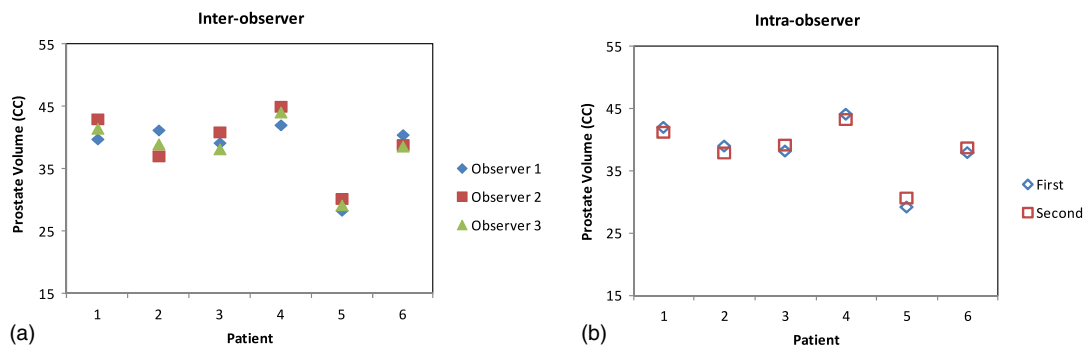 Inter-observer
55
45
35
25
15
Prostate Volume (CC)
1 2 3 4 5 6
Patient
Observer 1
Observer 2
Observer 3
(a)
Intra-observer
55
45
35
25
15
Prostate Volume (CC)
1 2 3 4 5 6
Patient
First
Second
(b)